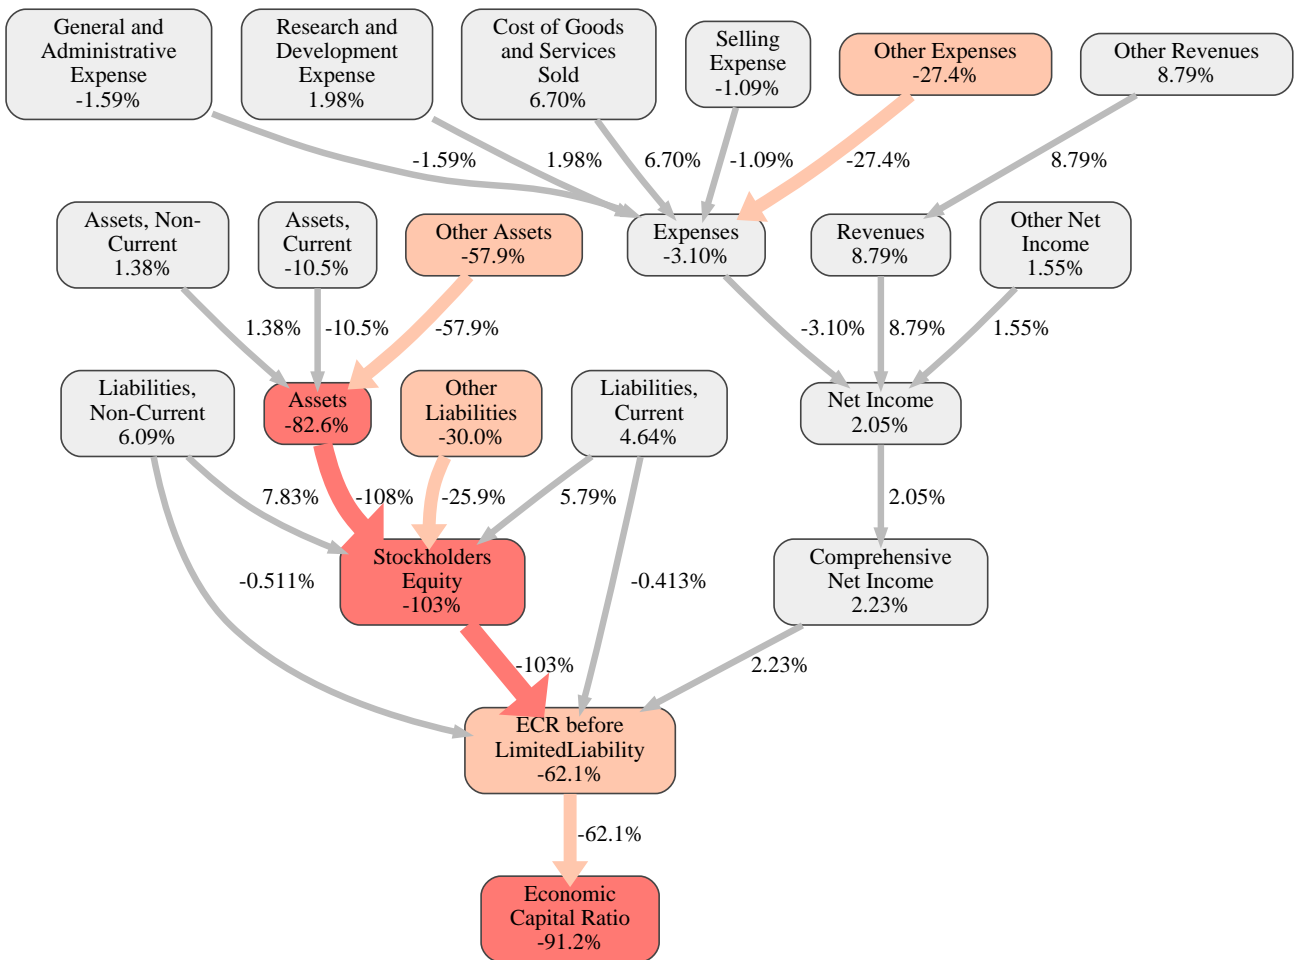 General and
Administrative
Expense
-1.59%
Research and
Development
Expense
1.98%
Cost of Goods
and Services
Sold
6.70%
Selling
Expense
-1.09%
Other Expenses
-27.4%
Other Revenues
8.79%
-1.59%
1.98%
6.70%
-1.09%
-27.4%
8.79%
Assets, Non-
Current
1.38%
Assets,
Current
-10.5%
Other Assets
-57.9%
Expenses
-3.10%
Revenues
8.79%
Other Net
Income
1.55%
1.38%
-10.5%
-57.9%
-3.10%
8.79%
1.55%
Liabilities,
Non-Current
6.09%
Assets
-82.6%
Other
Liabilities
-30.0%
Liabilities,
Current
4.64%
Net Income
2.05%
7.83%
-108%
-25.9%
5.79%
2.05%
-0.511%
Stockholders
Equity
-103%
-0.413%
Comprehensive
Net Income
2.23%
-103%
2.23%
ECR before
LimitedLiability
-62.1%
-62.1%
Economic
Capital Ratio
-91.2%